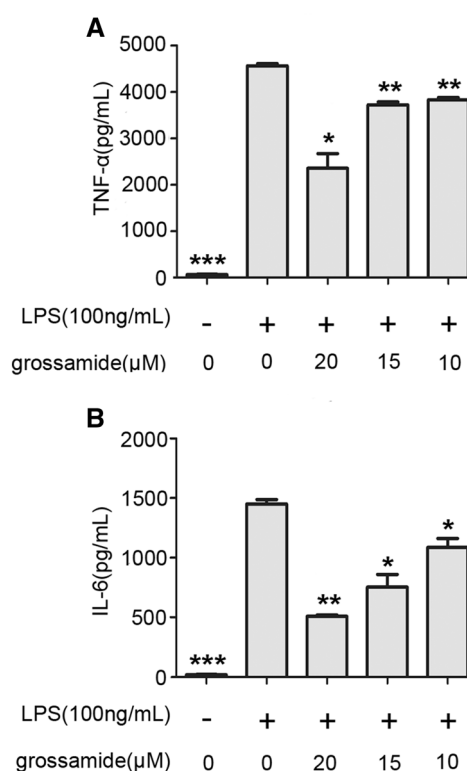 A
TNF-α(pg/mL)
5000
4000
3000
2000
1000
0
***
*
**
**
LPS(100ng/mL) - + + + +
grossamide(μM) 0 0 20 15 10
B
IL-6(pg/mL)
2000
1500
1000
500
0
***
**
*
*
LPS(100ng/mL) - + + + +
grossamide(μM) 0 0 20 15 10